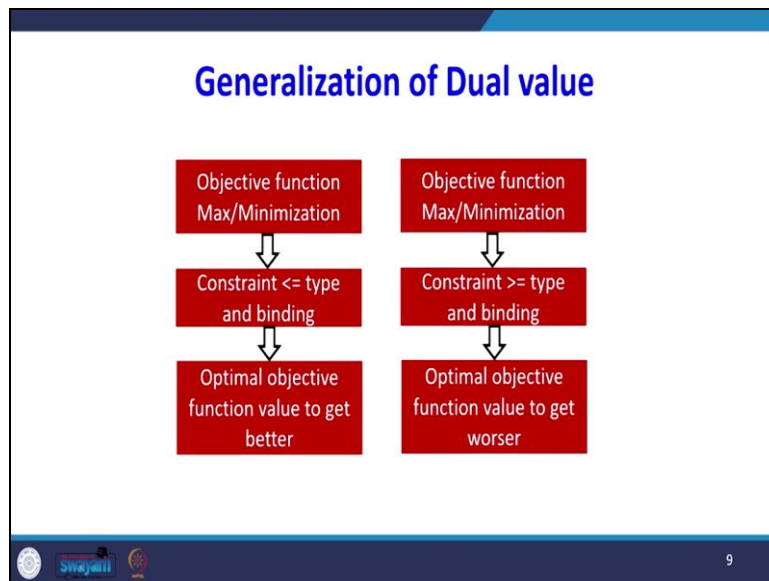 Generalization of Dual value
Objective function
Max/Minimization
Constraint <= type
and binding
Optimal objective
function value to get
better
Objective function
Max/Minimization
Constraint >= type
and binding
Optimal objective
function value to get
worser
swayam
9